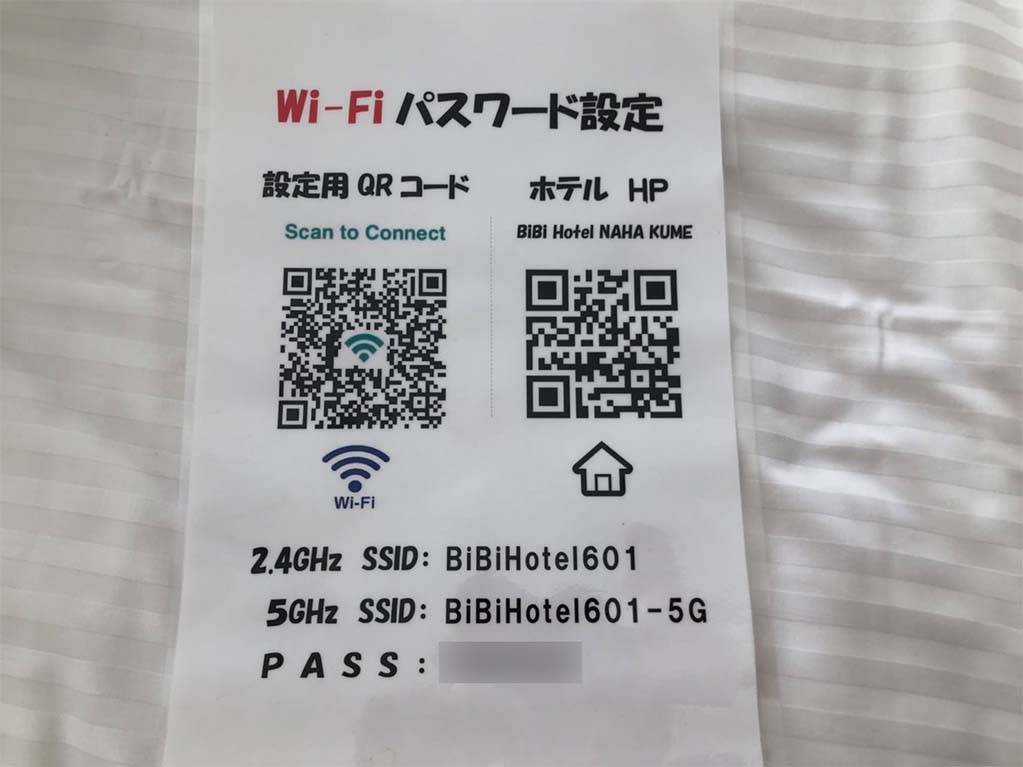 Wi-Fi パスワード設定
設定用 QR コード
Scan to Connect
ホテル HP
BiBi Hotel NAHA KUME
Wi-Fi
2.4GHz SSID: BiBiHotel601
5GHz SSID: BiBiHotel601-5G
PASS: